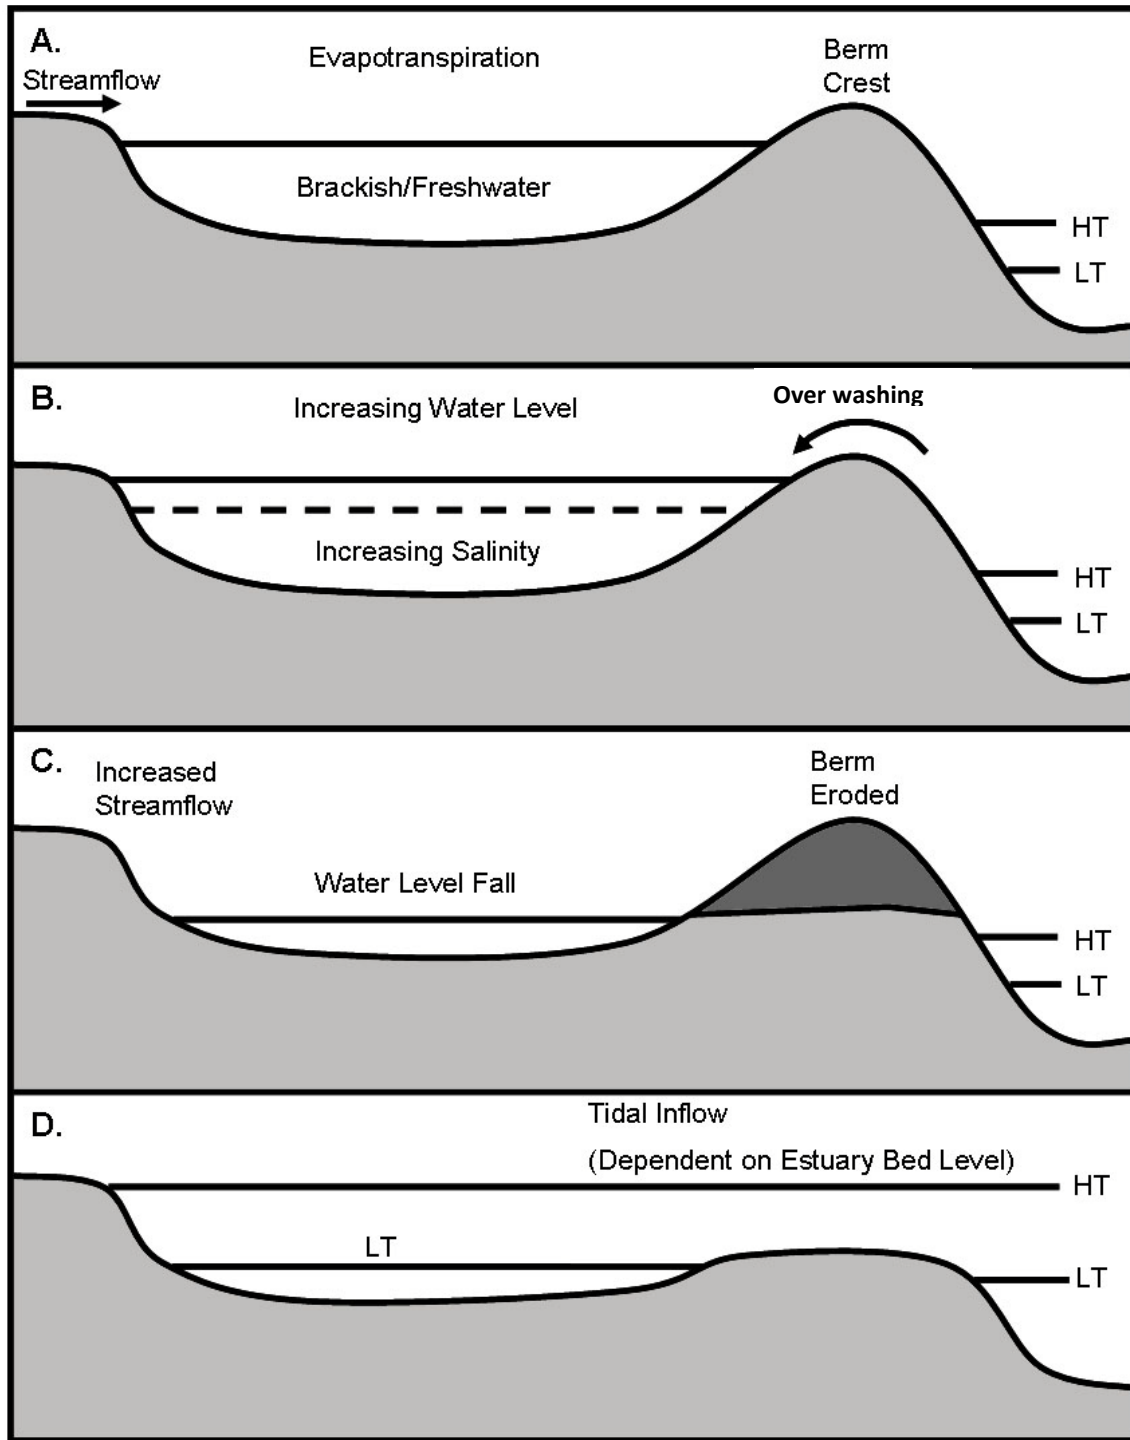 A.
Streamflow
Evapotranspiration
Berm
Crest
Brackish/Freshwater
HT
LT
B.
Increasing Water Level
Over washing
Increasing Salinity
HT
LT
C.
Increased
Streamflow
Berm
Eroded
Water Level Fall
HT
LT
D.
Tidal Inflow
(Dependent on Estuary Bed Level)
HT
LT
LT